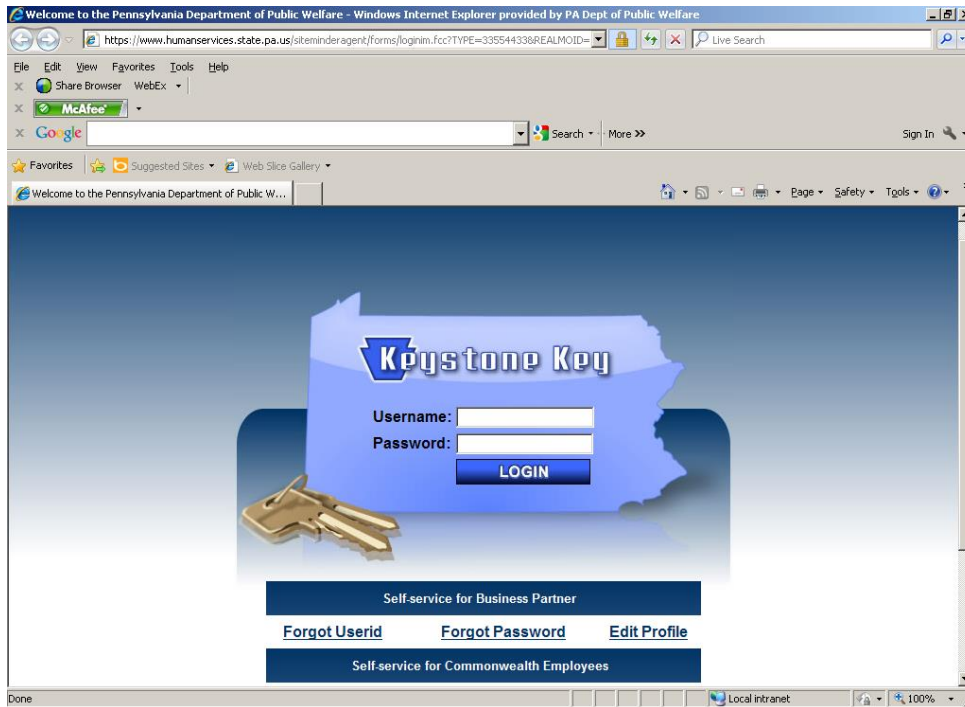 Welcome to the Pennsylvania Department of Public Welfare - Windows Internet Explorer provided by PA Dept of Public Welfare
https://www.humanservices.state.pa.us/siteminderagent/forms/loginim.fcc?TYPE=33554433&REALMOID= Live Search
File Edit View Favorites Tools Help
x Share Browser WebEx
x McAfee
x Google Search More >> Sign In
Favorites Suggested Sites Web Slice Gallery
Welcome to the Pennsylvania Department of Public W... Page Safety Tools
Keystone Key
Username:
Password:
LOGIN
Self-service for Business Partner
Forgot Userid Forgot Password Edit Profile
Self-service for Commonwealth Employees
Done Local intranet 100%